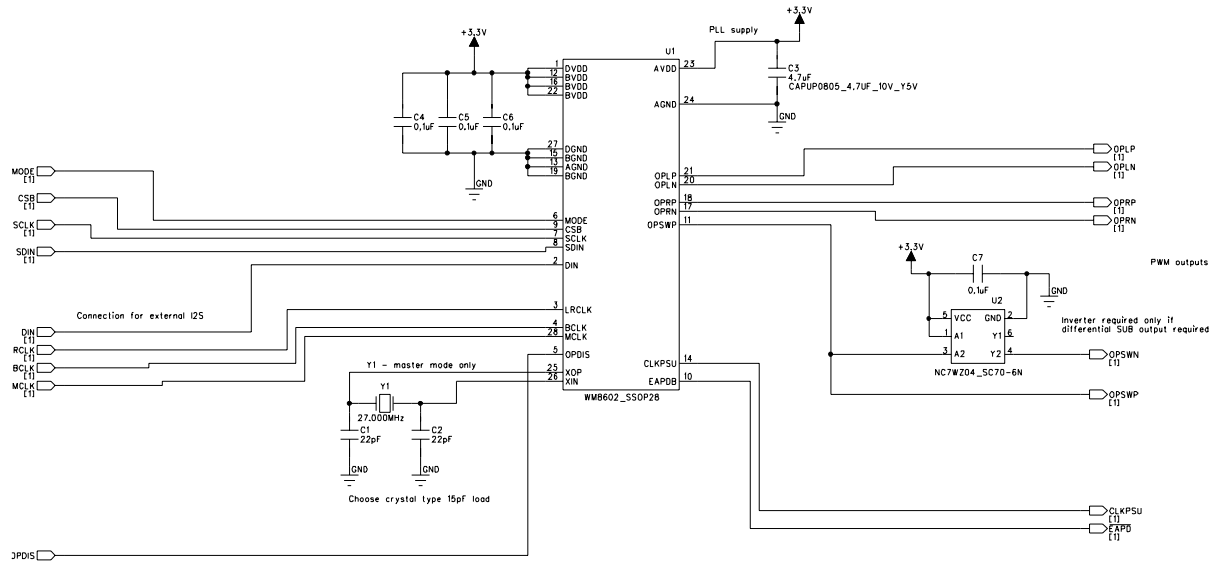 +3.3V
PLL supply
+3.3V
U1
1 DVDD
12 BVDD
16 BVDD
22 BVDD
AVDD 23
C3
4.7uF
CAPUP0805_4.7UF_10V_Y5V
AGND 24
GND
C4
0.1uF
C5
0.1uF
C6
0.1uF
27 DGND
15 BGND
13 AGND
19 BGND
GND
OPLP 21
OPLN 20
OPRP 18
OPRN 17
OPSWP 11
OPLP
[1]
OPLN
[1]
OPRP
[1]
OPRN
[1]
MODE
[1]
CSB
[1]
SCLK
[1]
SDIN
[1]
6 MODE
9 CSB
7 SCLK
8 SDIN
2 DIN
3 LRCLK
4 BCLK
28 MCLK
5 OPDIS
25 XOP
26 XIN
+3.3V
C7
0.1uF
GND
PWM outputs
U2
5 VCC GND 2
1 A1 Y1 6
3 A2 Y2 4
NC7WZ04_SC70-6N
Inverter required only if
differential SUB output required
OPSWN
[1]
OPSWP
[1]
Connection for external I2S
DIN
[1]
RCLK
[1]
BCLK
[1]
MCLK
[1]
CLKPSU 14
EAPDB 10
WM8602_SSOP28
Y1 - master mode only
Y1
27.000MHz
C1
22pF
C2
22pF
GND
GND
Choose crystal type 15pF load
CLKPSU
[1]
EAPD
[1]
OPDIS